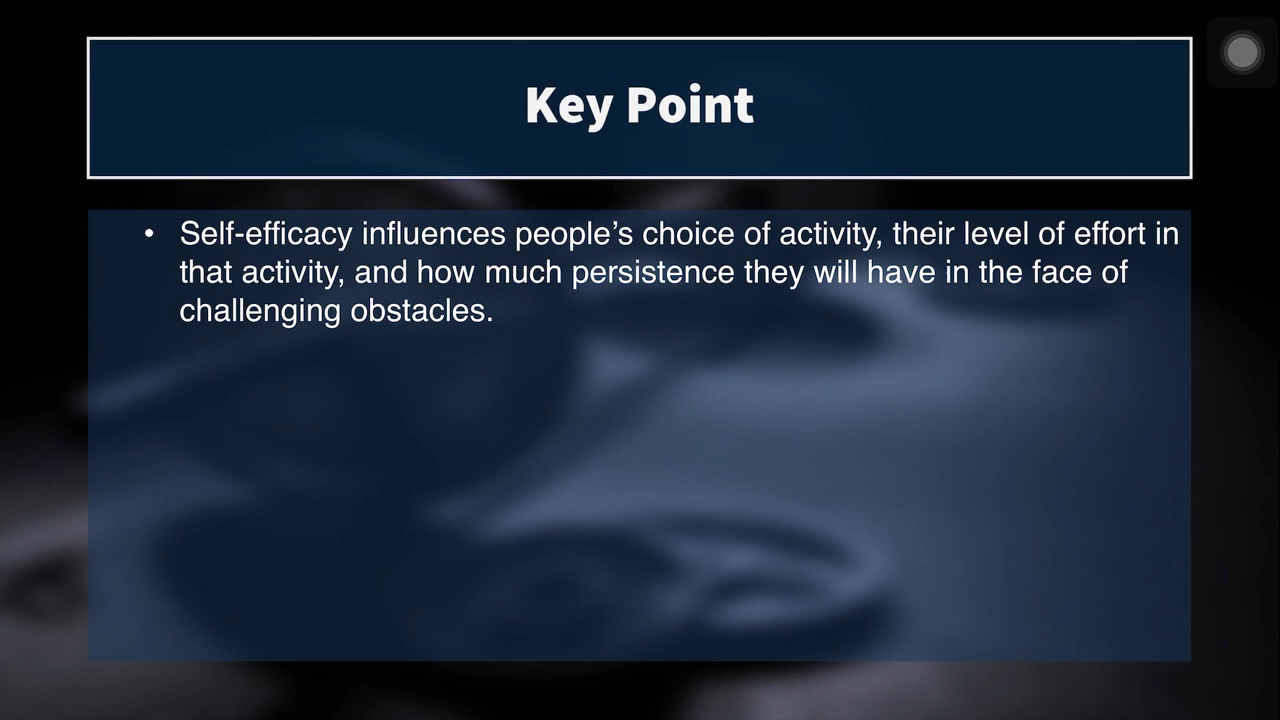 Key Point
• Self-efficacy influences people’s choice of activity, their level of effort in
that activity, and how much persistence they will have in the face of
challenging obstacles.